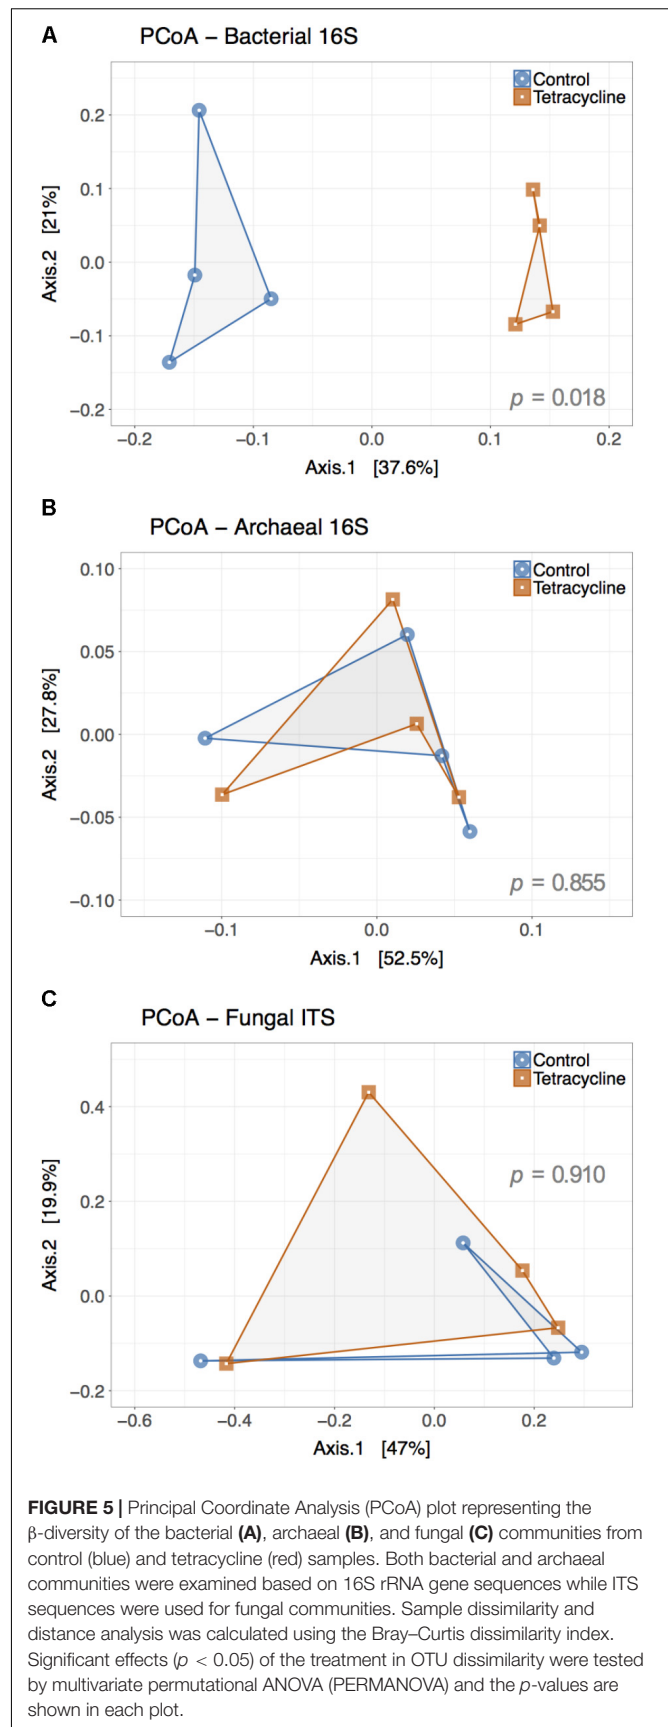 A
PCoA – Bacterial 16S
Control
Tetracycline
0.2
0.1
0.0
−0.1
−0.2
Axis.2 [21%]
p = 0.018
−0.2 −0.1 0.0 0.1 0.2
Axis.1 [37.6%]
B
PCoA – Archaeal 16S
Control
Tetracycline
0.10
0.05
0.00
−0.05
−0.10
Axis.2 [27.8%]
p = 0.855
−0.1 0.0 0.1
Axis.1 [52.5%]
C
PCoA – Fungal ITS
Control
Tetracycline
0.4
0.2
0.0
−0.2
Axis.2 [19.9%]
p = 0.910
−0.6 −0.4 −0.2 0.0 0.2
Axis.1 [47%]
FIGURE 5 | Principal Coordinate Analysis (PCoA) plot representing the
β-diversity of the bacterial (A), archaeal (B), and fungal (C) communities from
control (blue) and tetracycline (red) samples. Both bacterial and archaeal
communities were examined based on 16S rRNA gene sequences while ITS
sequences were used for fungal communities. Sample dissimilarity and
distance analysis was calculated using the Bray–Curtis dissimilarity index.
Significant effects (p < 0.05) of the treatment in OTU dissimilarity were tested
by multivariate permutational ANOVA (PERMANOVA) and the p-values are
shown in each plot.